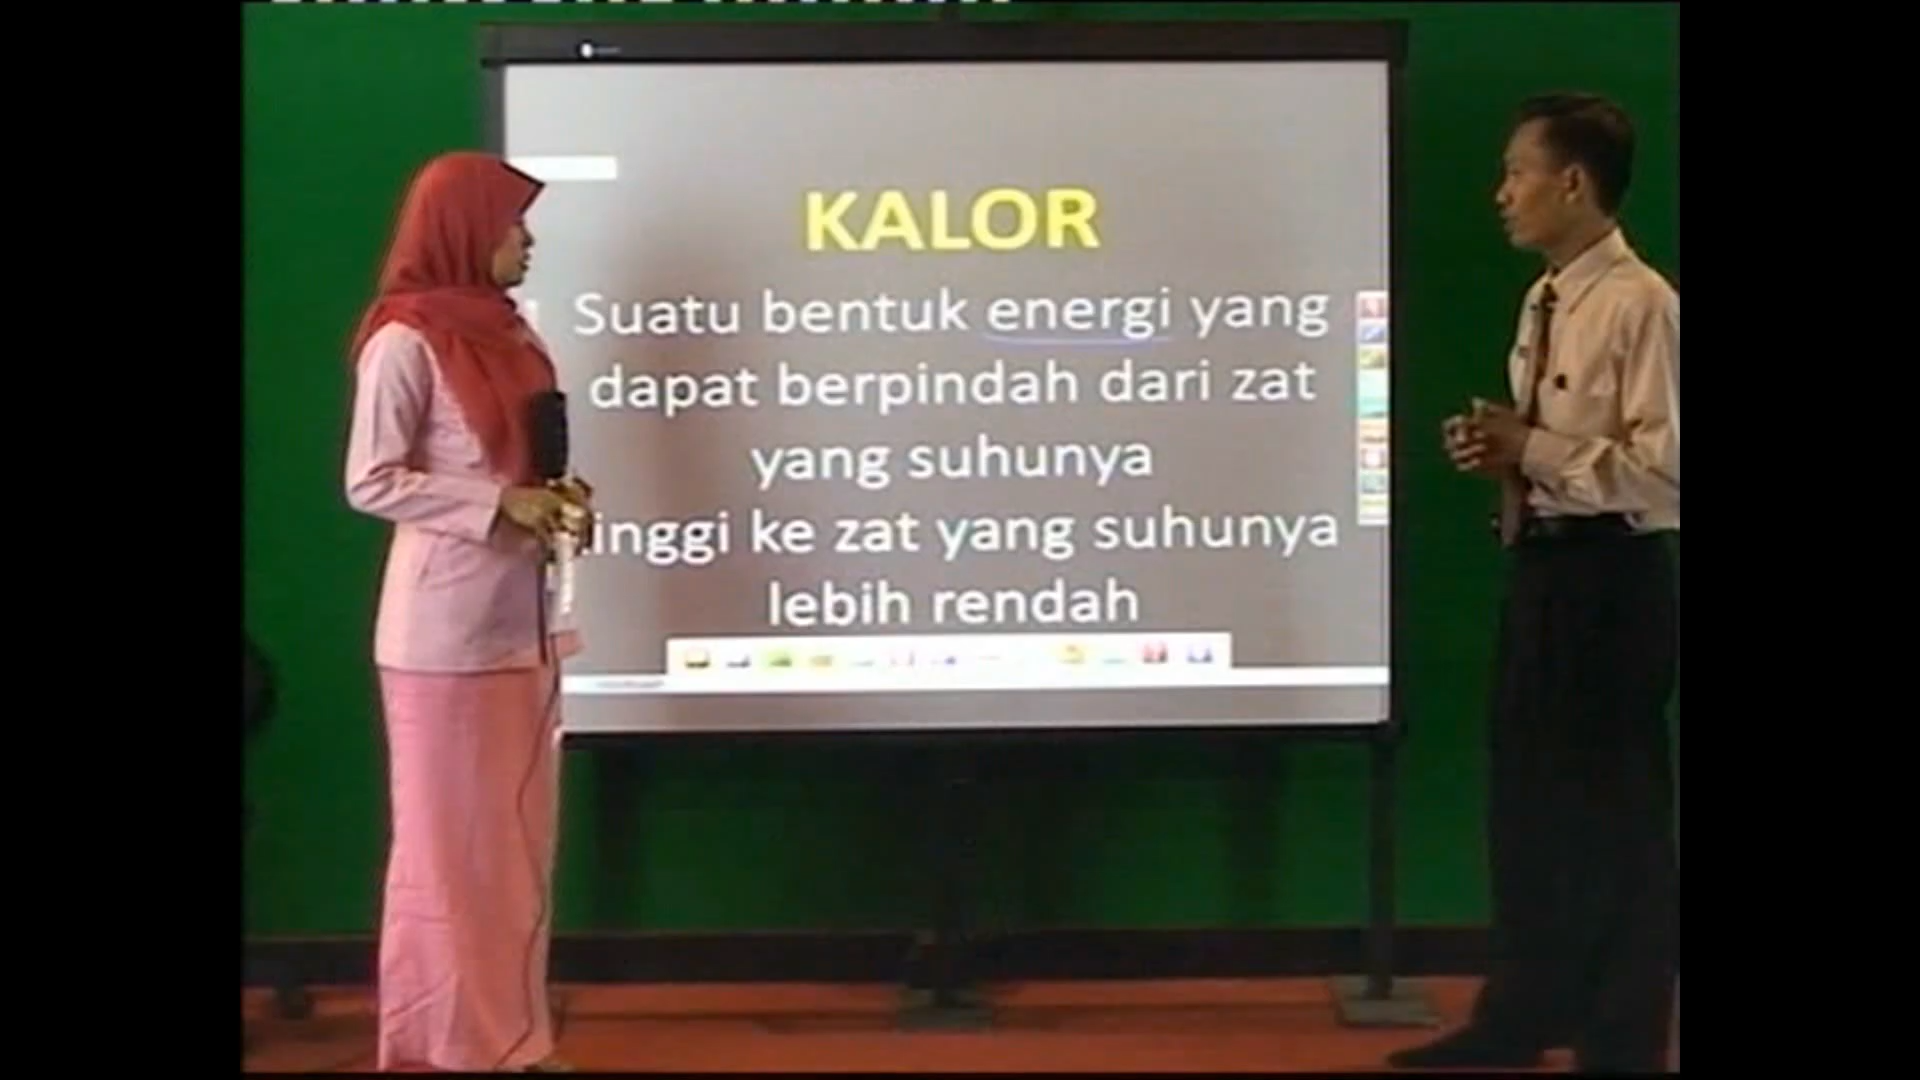 KALOR
Suatu bentuk energi yang
dapat berpindah dari zat
yang suhunya
inggi ke zat yang suhunya
lebih rendah